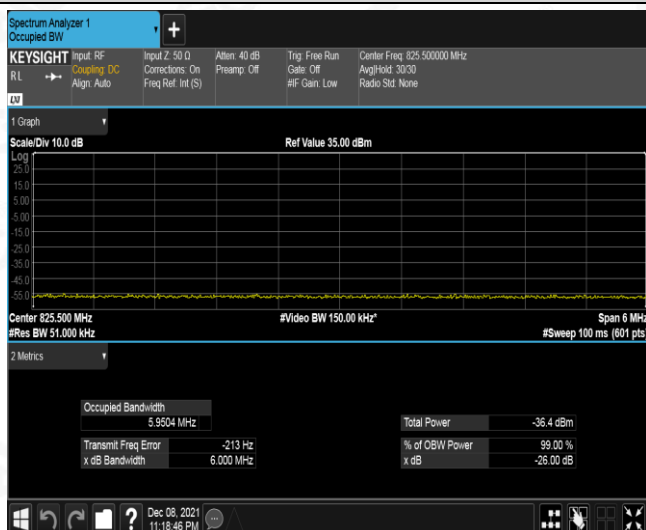 Spectrum Analyzer 1
Occupied BW
+
KEYSIGHT
RL
LXI
Input: RF
Coupling: DC
Align: Auto
Input Z: 50 Ω
Corrections: On
Freq Ref: Int (S)
Atten: 40 dB
Preamp: Off
Trig: Free Run
Gate: Off
#IF Gain: Low
Center Freq: 825.500000 MHz
Avg|Hold: 30/30
Radio Std: None
1 Graph
Scale/Div 10.0 dB
Ref Value 35.00 dBm
Log
25.0
15.0
5.00
-5.00
-15.0
-25.0
-35.0
-45.0
-55.0
Center 825.500 MHz
#Video BW 150.00 kHz*
Span 6 MHz
#Res BW 51.000 kHz
#Sweep 100 ms (601 pts)
2 Metrics
Occupied Bandwidth
5.9504 MHz
Total Power -36.4 dBm
Transmit Freq Error -213 Hz
% of OBW Power 99.00 %
x dB Bandwidth 6.000 MHz
x dB -26.00 dB
?
Dec 08, 2021
11:18:46 PM